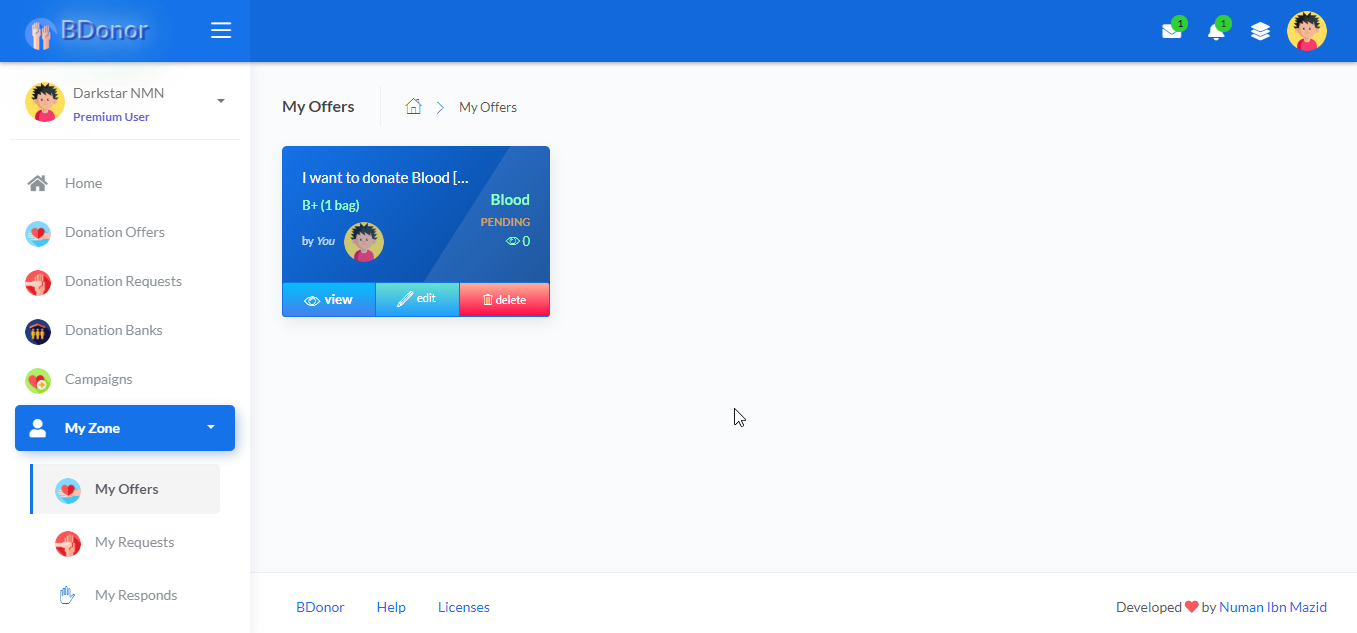 BDonor
1
1
Darkstar NMN
Premium User
Home
Donation Offers
Donation Requests
Donation Banks
Campaigns
My Zone
My Offers
My Requests
My Responds
My Offers
My Offers
I want to donate Blood [...
B+ (1 bag)
by You
Blood
PENDING
0
view
edit
delete
BDonor
Help
Licenses
Developed by Numan Ibn Mazid